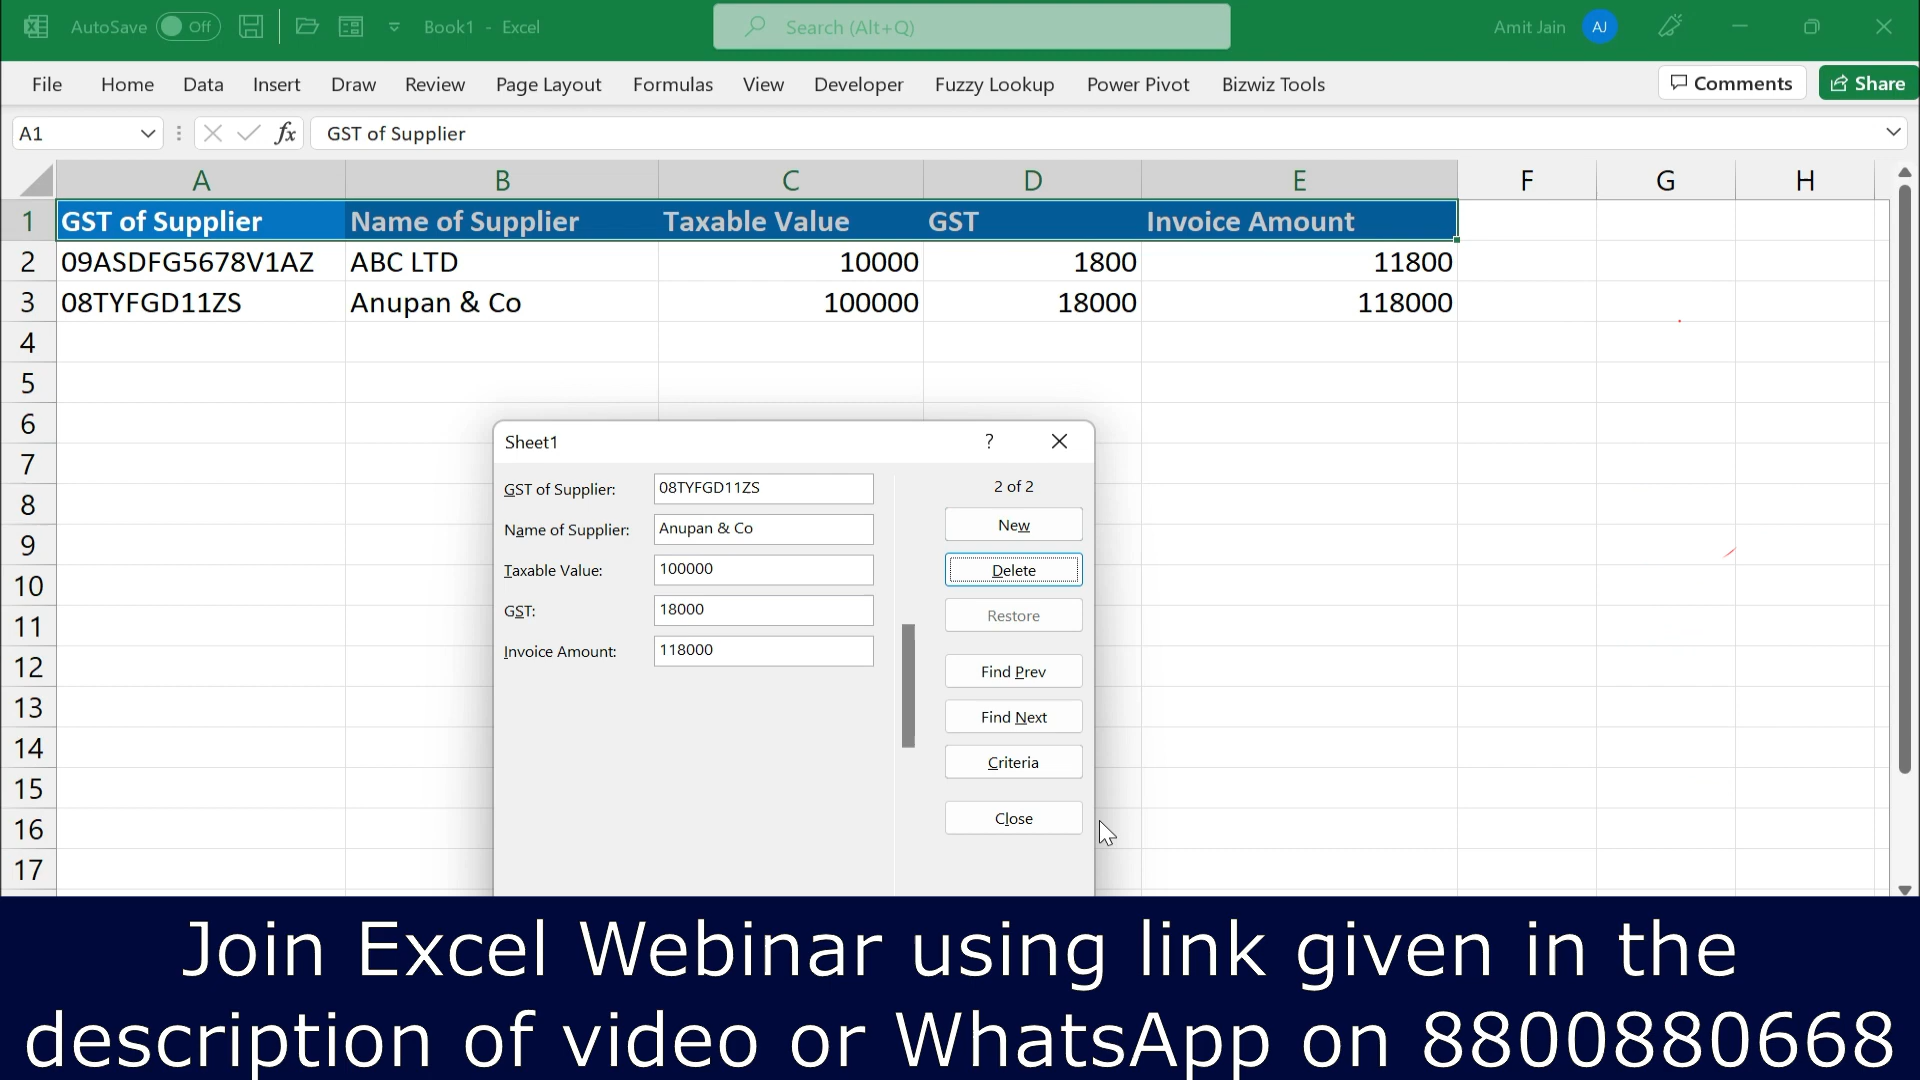 AutoSave Off Book1 - Excel Search (Alt+Q) Amit Jain AJ
File Home Data Insert Draw Review Page Layout Formulas View Developer Fuzzy Lookup Power Pivot Bizwiz Tools Comments Share
A1 fx GST of Supplier
A B C D E F G H
1 GST of Supplier Name of Supplier Taxable Value GST Invoice Amount
2 09ASDFG5678V1AZ ABC LTD 10000 1800 11800
3 08TYFGD11ZS Anupan & Co 100000 18000 118000
4
5
6
7
8
9
10
11
12
13
14
15
16
17
Sheet1 ?
GST of Supplier: 08TYFGD11ZS 2 of 2
New
Name of Supplier: Anupan & Co
Taxable Value: 100000 Delete
GST: 18000 Restore
Invoice Amount: 118000
Find Prev
Find Next
Criteria
Close
Join Excel Webinar using link given in the
description of video or WhatsApp on 8800880668